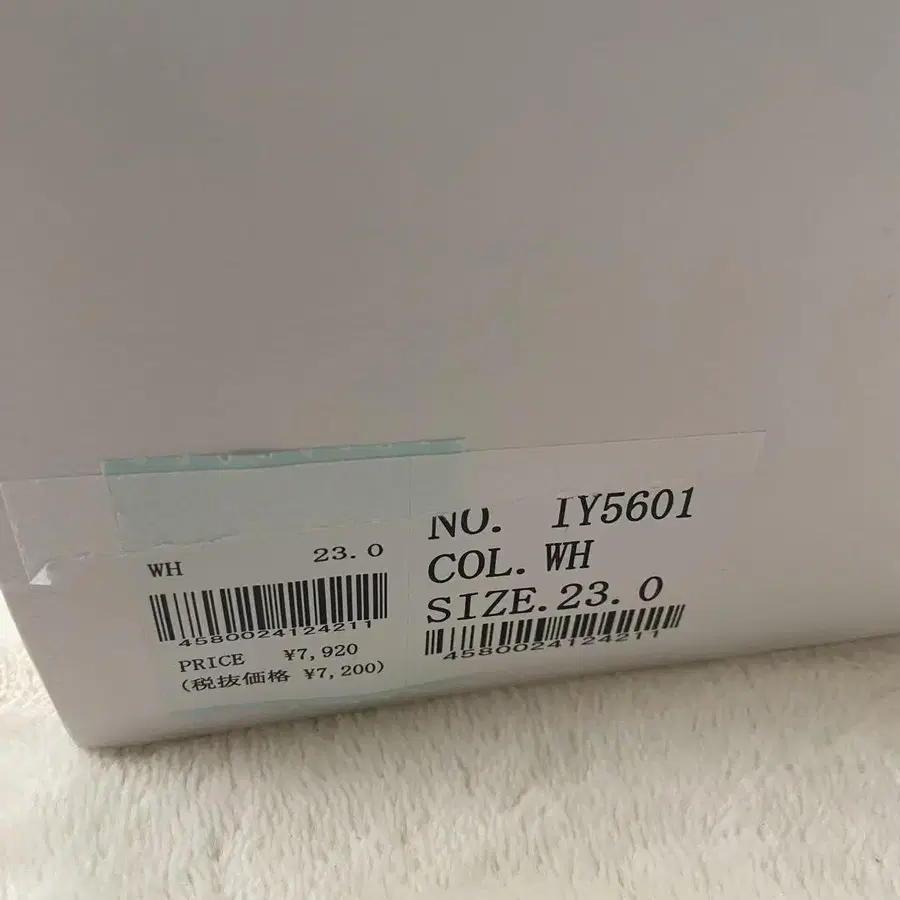 WH 23.0
4580024124211
PRICE ¥7,920
(税抜価格 ¥7,200)
NO. IY5601
COL. WH
SIZE. 23.0
4580024124211